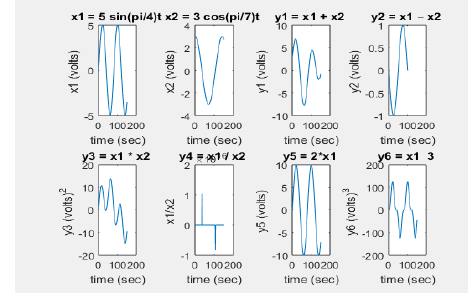 x1 = 5 sin(pi/4)t x2 = 3 cos(pi/7)t y1 = x1 + x2 y2 = x1 - x2
5 4 10 1
2 5 0.5
0 0 0 0
-2 -5 -0.5
-5 -4 -10 -1
x1 (volts) x2 (volts) y1 (volts) y2 (volts)
0 100200 0 100200 0 100200 0 100200
time (sec) time (sec) time (sec) time (sec)
y3 = x1 * x2 y4 = x1 / x2 y5 = 2*x1 y6 = x1 3
20 2 10 200
10 1 5 100
0 0 0 0
-10 -5 -100
-20 -1 -10 -200
y3 (volts)2 x1/x2 y5 (volts) y6 (volts)3
0 100200 0 100200 0 100200 0 100200
time (sec) time (sec) time (sec) time (sec)